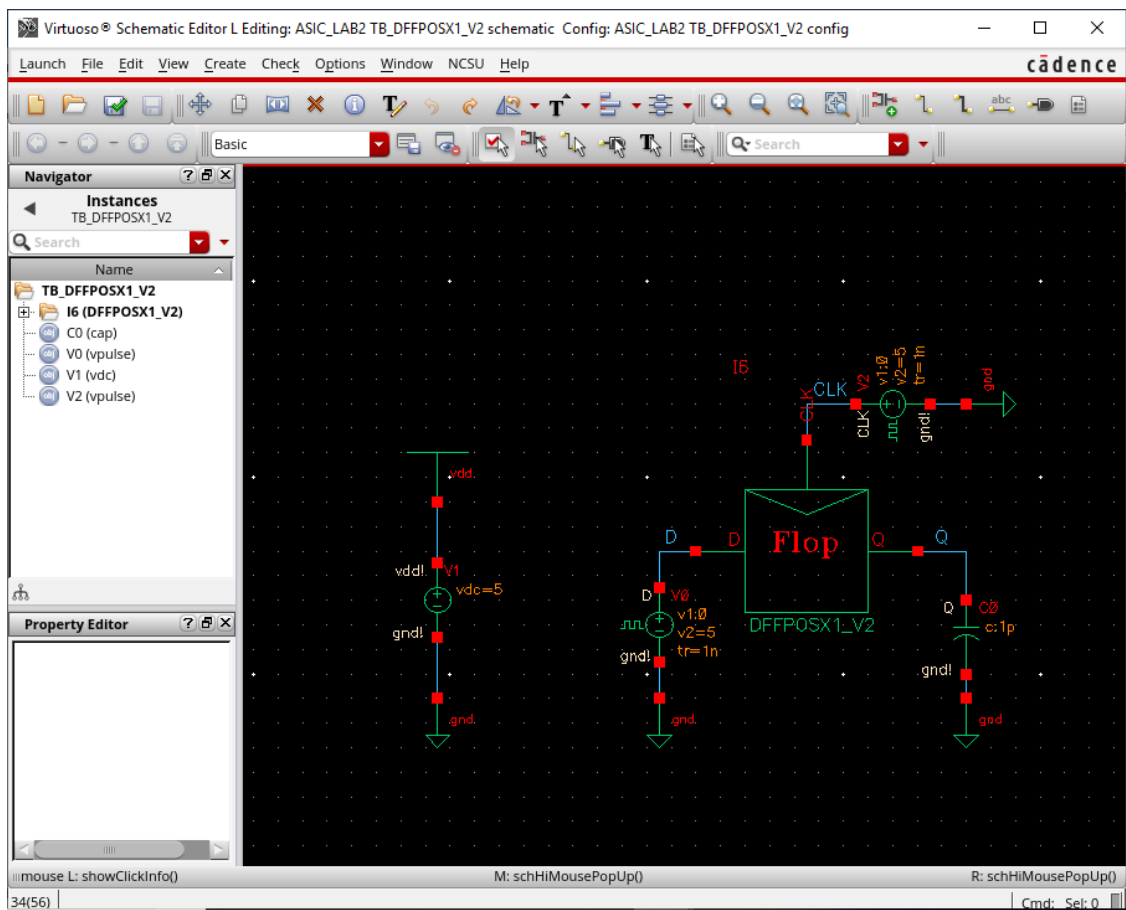 Virtuoso® Schematic Editor L Editing: ASIC_LAB2 TB_DFFPOSX1_V2 schematic Config: ASIC_LAB2 TB_DFFPOSX1_V2 config
Launch File Edit View Create Check Options Window NCSU Help
cādence
abc
Basic
Search
Navigator
Instances
TB_DFFPOSX1_V2
Search
Name
TB_DFFPOSX1_V2
I6 (DFFPOSX1_V2)
C0 (cap)
V0 (vpulse)
V1 (vdc)
V2 (vpulse)
Property Editor
I6
CLK
CLK
CLK
V2
v1:0
v2=5
tr=1n
gnd!
gnd
vdd
vdd!
V1
vdc=5
gnd!
gnd
D
D
Flop
Q
Q
DFFPOSX1_V2
D
V0
v1:0
v2=5
tr=1n
gnd!
gnd
Q
C0
c:1p
gnd!
gnd
mouse L: showClickInfo()
M: schHiMousePopUp()
R: schHiMousePopUp()
34(56)
Cmd: Sel: 0